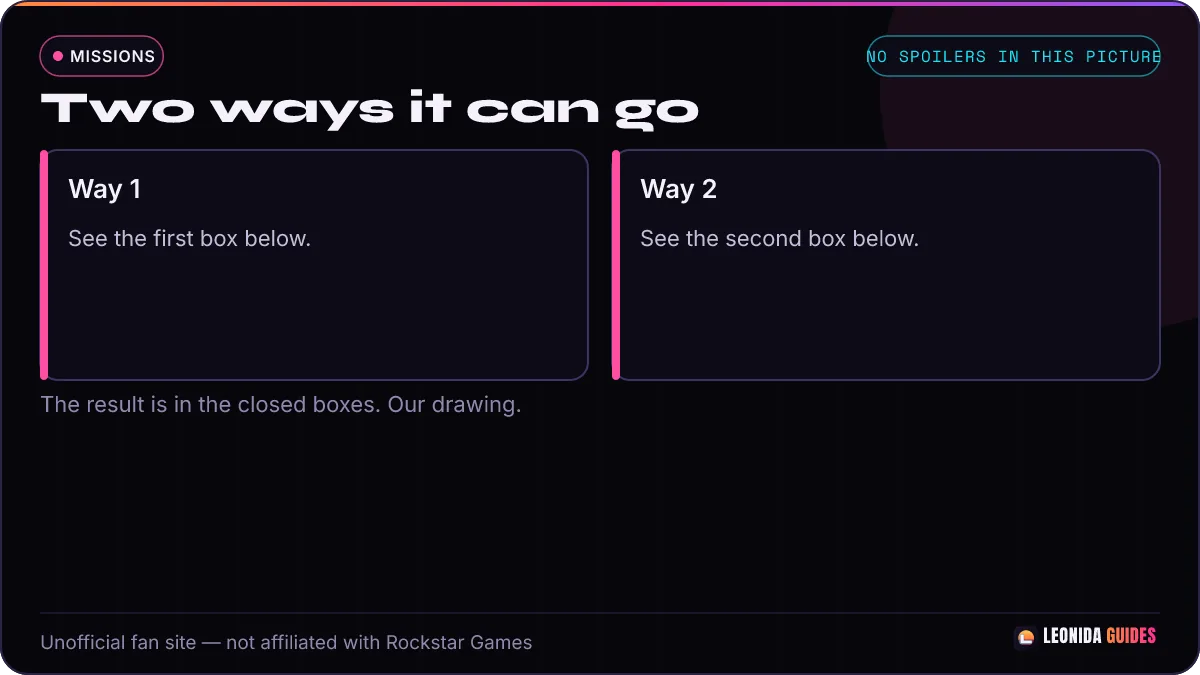 MISSIONS
NO SPOILERS IN THIS PICTURE
Two ways it can go
Way 1
See the first box below.
Way 2
See the second box below.
The result is in the closed boxes. Our drawing.
Unofficial fan site — not affiliated with Rockstar Games
LEONIDA GUIDES